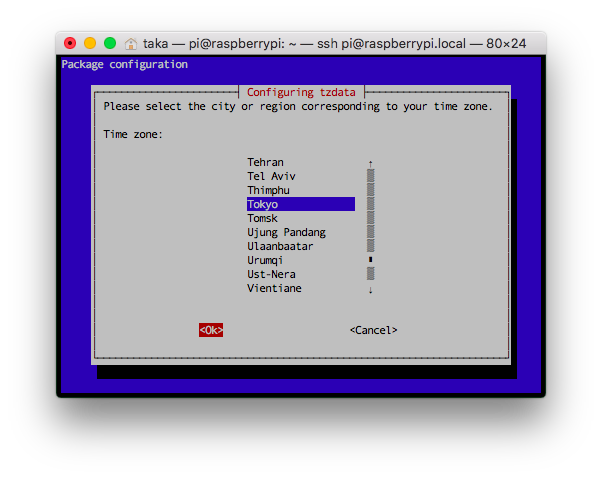 taka — pi@raspberrypi: ~ — ssh pi@raspberrypi.local — 80×24
Package configuration
Configuring tzdata
Please select the city or region corresponding to your time zone.
Time zone:
Tehran
Tel Aviv
Thimphu
Tokyo
Tomsk
Ujung Pandang
Ulaanbaatar
Urumqi
Ust-Nera
Vientiane
<Ok> <Cancel>